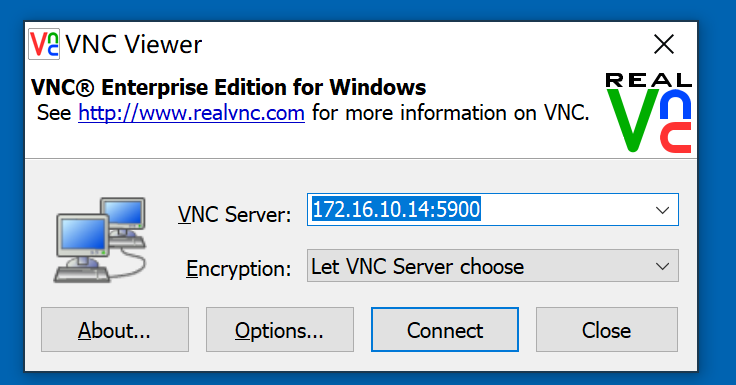 VNC Viewer
VNC® Enterprise Edition for Windows
See http://www.realvnc.com for more information on VNC.
REAL
VNC
VNC Server: 172.16.10.14:5900
Encryption: Let VNC Server choose
About... Options... Connect Close